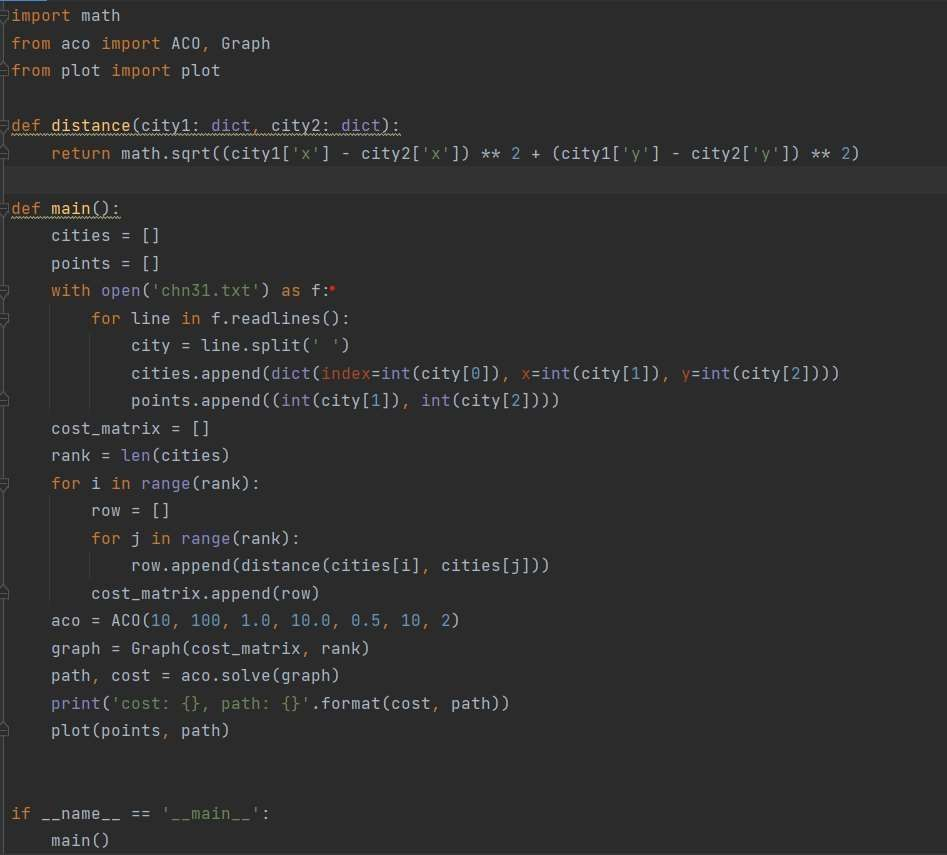 import math
from aco import ACO, Graph
from plot import plot

def distance(city1: dict, city2: dict):
    return math.sqrt((city1['x'] - city2['x']) ** 2 + (city1['y'] - city2['y']) ** 2)

def main():
    cities = []
    points = []
    with open('chn31.txt') as f:
        for line in f.readlines():
            city = line.split(' ')
            cities.append(dict(index=int(city[0]), x=int(city[1]), y=int(city[2])))
            points.append((int(city[1]), int(city[2])))
    cost_matrix = []
    rank = len(cities)
    for i in range(rank):
        row = []
        for j in range(rank):
            row.append(distance(cities[i], cities[j]))
        cost_matrix.append(row)
    aco = ACO(10, 100, 1.0, 10.0, 0.5, 10, 2)
    graph = Graph(cost_matrix, rank)
    path, cost = aco.solve(graph)
    print('cost: {}, path: {}'.format(cost, path))
    plot(points, path)


if __name__ == '__main__':
    main()